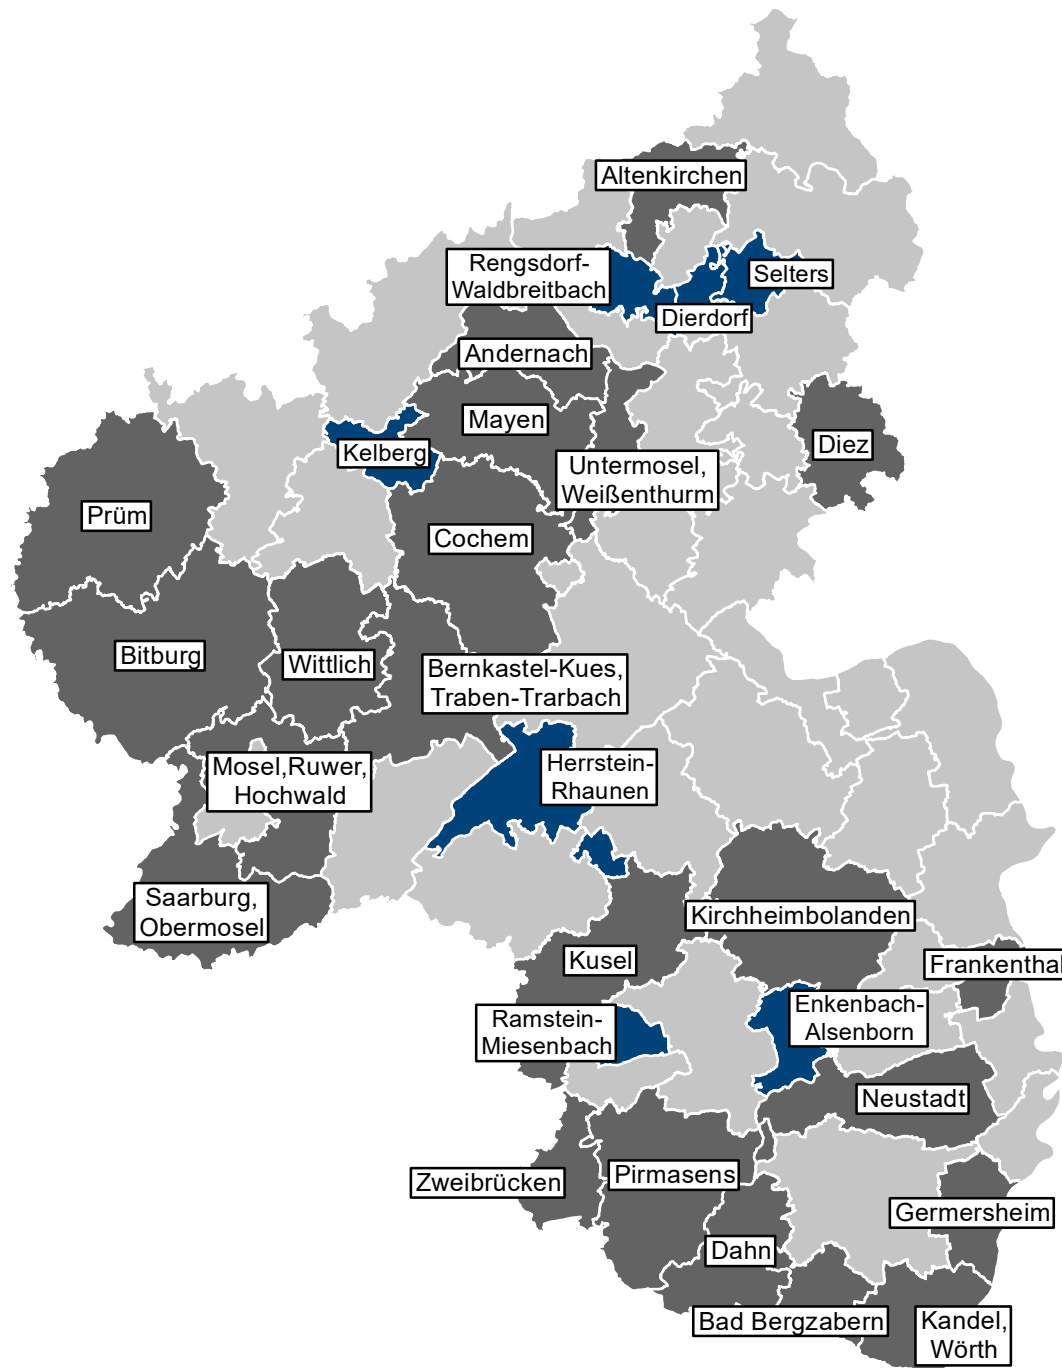 Altenkirchen
Rengsdorf-
Waldbreitbach
Selters
Dierdorf
Andernach
Mayen
Kelberg
Diez
Untermosel,
Weißenthurm
Prüm
Cochem
Bitburg
Wittlich
Bernkastel-Kues,
Traben-Trarbach
Mosel,Ruwer,
Hochwald
Herrstein-
Rhaunen
Saarburg,
Obermosel
Kirchheimbolanden
Kusel
Frankenthal
Ramstein-
Miesenbach
Enkenbach-
Alsenborn
Neustadt
Zweibrücken
Pirmasens
Germersheim
Dahn
Bad Bergzabern
Kandel,
Wörth